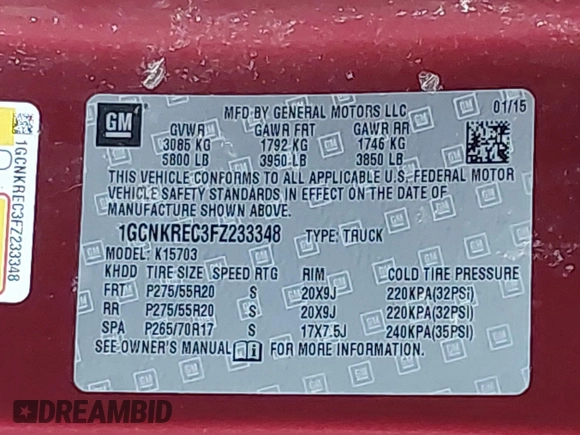 GM
MFD BY GENERAL MOTORS LLC
01/15
GVWR GAWR FRT GAWR RR
3085 KG 1792 KG 1746 KG
5800 LB 3950 LB 3850 LB
THIS VEHICLE CONFORMS TO ALL APPLICABLE U.S. FEDERAL MOTOR
VEHICLE SAFETY STANDARDS IN EFFECT ON THE DATE OF
MANUFACTURE SHOWN ABOVE.
1GCNKREC3FZ233348 TYPE: TRUCK
MODEL: K15703
KHDD TIRE SIZE SPEED RTG RIM COLD TIRE PRESSURE
FRT P275/55R20 S 20X9J 220KPA(32PSI)
RR P275/55R20 S 20X9J 220KPA(32PSI)
SPA P265/70R17 S 17X7.5J 240KPA(35PSI)
SEE OWNER'S MANUAL FOR MORE INFORMATION.
1GCNKREC3FZ233348
DREAMBID